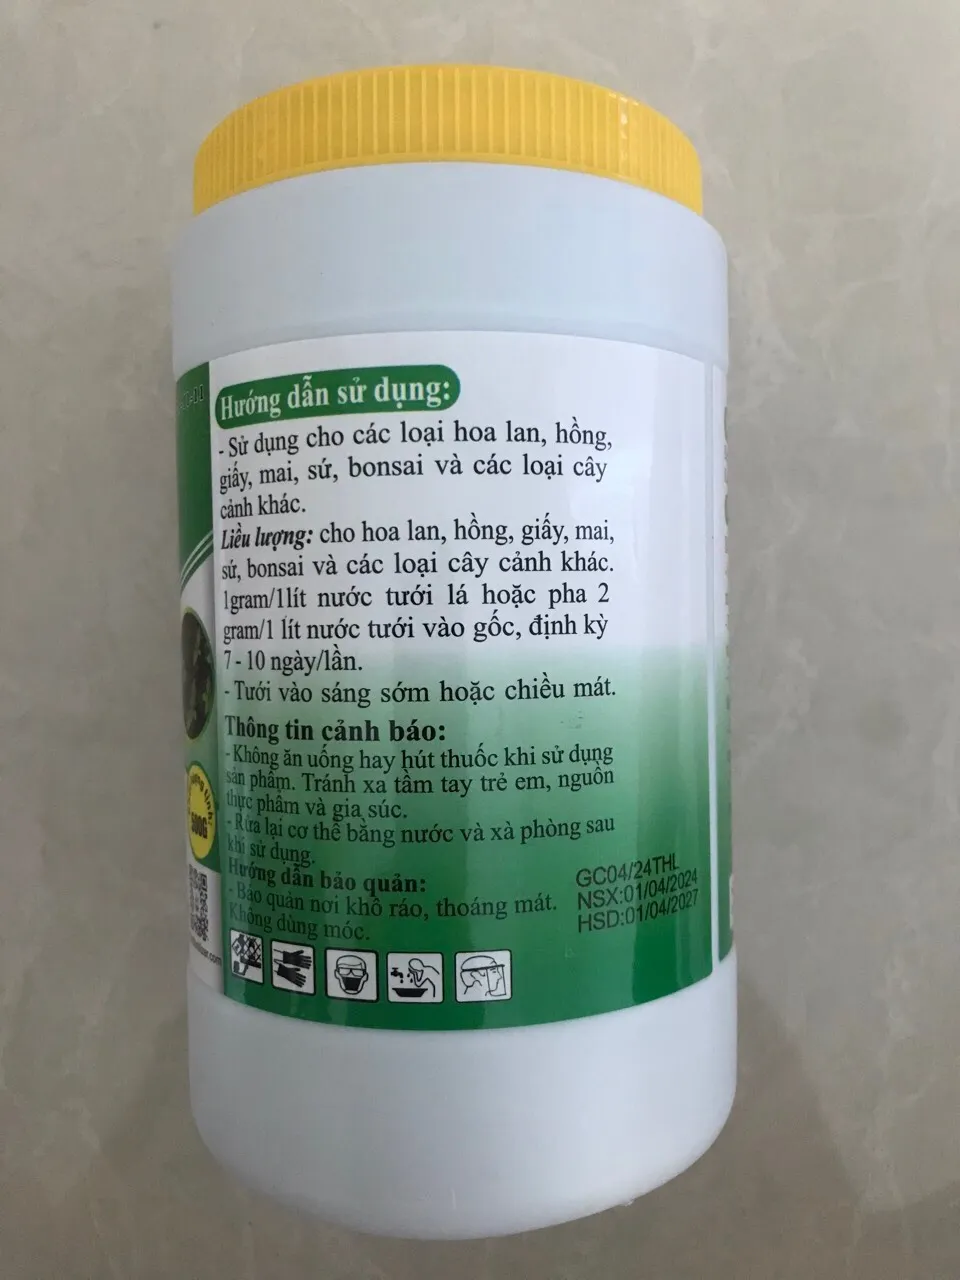 Hướng dẫn sử dụng:
- Sử dụng cho các loại hoa lan, hồng,
giấy, mai, sứ, bonsai và các loại cây
cảnh khác.
Liều lượng: cho hoa lan, hồng, giấy, mai,
sứ, bonsai và các loại cây cảnh khác.
1gram/1lít nước tưới lá hoặc pha 2
gram/1 lít nước tưới vào gốc, định kỳ
7 - 10 ngày/lần.
- Tưới vào sáng sớm hoặc chiều mát.
Thông tin cảnh báo:
- Không ăn uống hay hút thuốc khi sử dụng
sản phẩm. Tránh xa tầm tay trẻ em, nguồn
thực phẩm và gia súc.
- Rửa lại cơ thể bằng nước và xà phòng sau
khi sử dụng.
Hướng dẫn bảo quản:
- Bảo quản nơi khô ráo, thoáng mát.
Không dùng móc.
GC04/24THL
NSX:01/04/2024
HSD:01/04/2027
500G